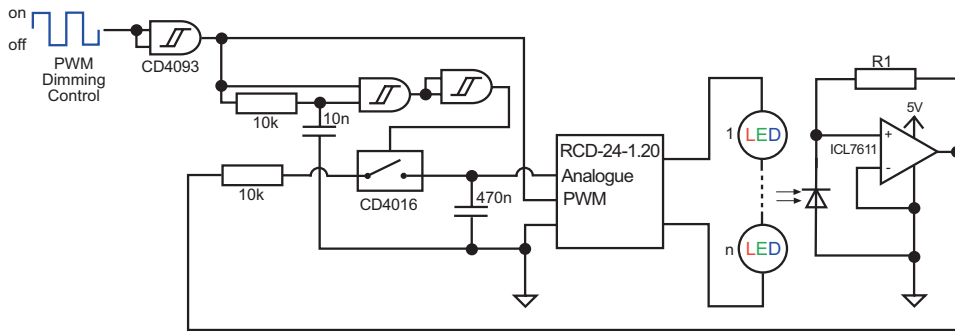 on
off
PWM
Dimming
Control
CD4093
10k
10n
10k
CD4016
470n
RCD-24-1.20
Analogue
PWM
1 LED
n LED
R1
5V
ICL7611
+
-